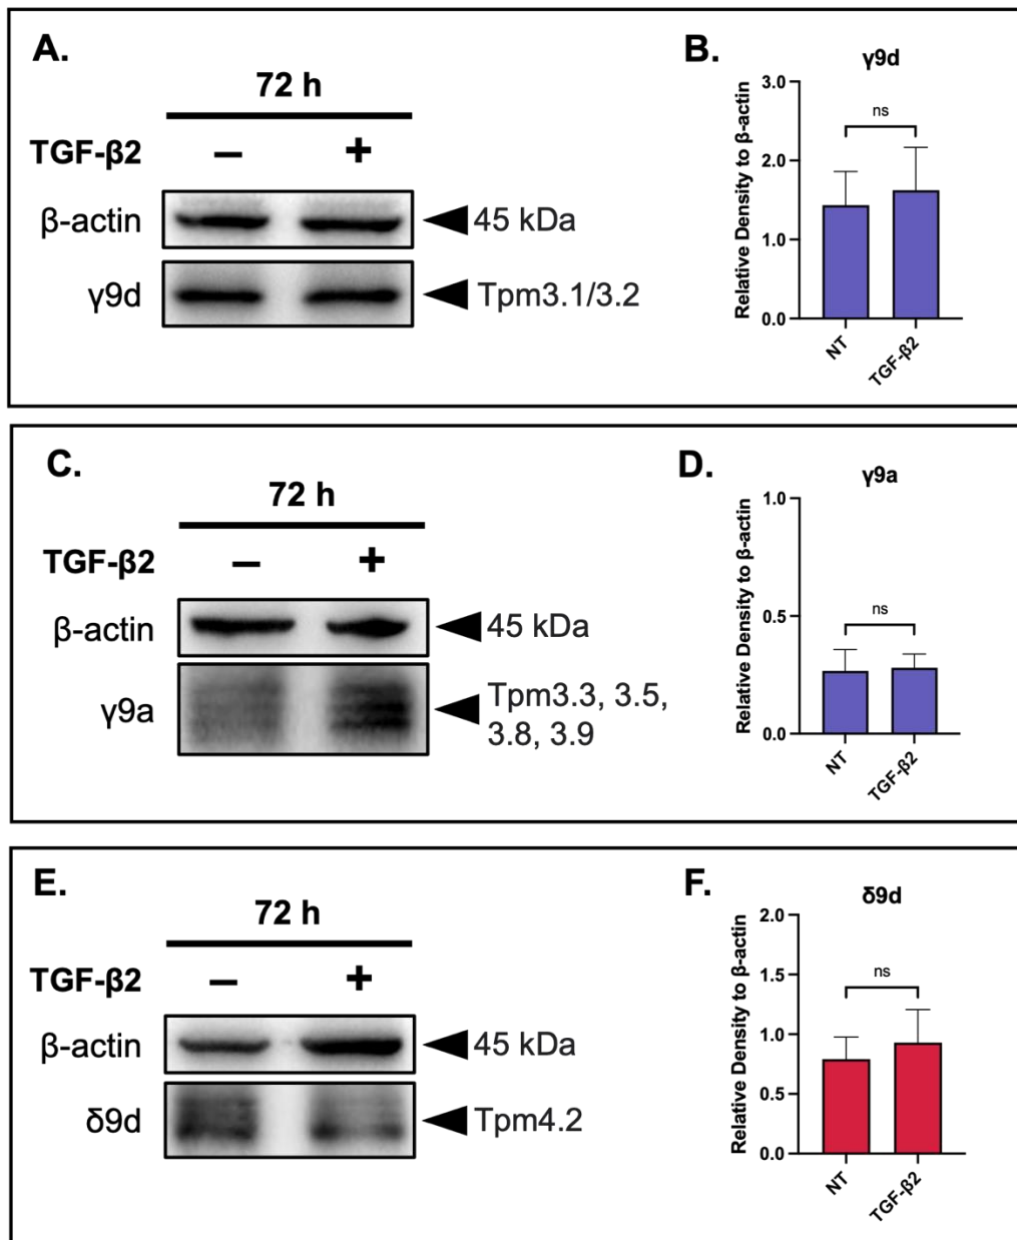 A.
72 h
TGF-β2 – +
β-actin 45 kDa
γ9d Tpm3.1/3.2
B.
γ9d
Relative Density to β-actin
3.0
2.0
1.0
0.0
ns
NT
TGF-β2
C.
72 h
TGF-β2 – +
β-actin 45 kDa
γ9a Tpm3.3, 3.5,
3.8, 3.9
D.
γ9a
Relative Density to β-actin
1.0
0.5
0.0
ns
NT
TGF-β2
E.
72 h
TGF-β2 – +
β-actin 45 kDa
δ9d Tpm4.2
F.
δ9d
Relative Density to β-actin
2.0
1.5
1.0
0.5
0.0
ns
NT
TGF-β2